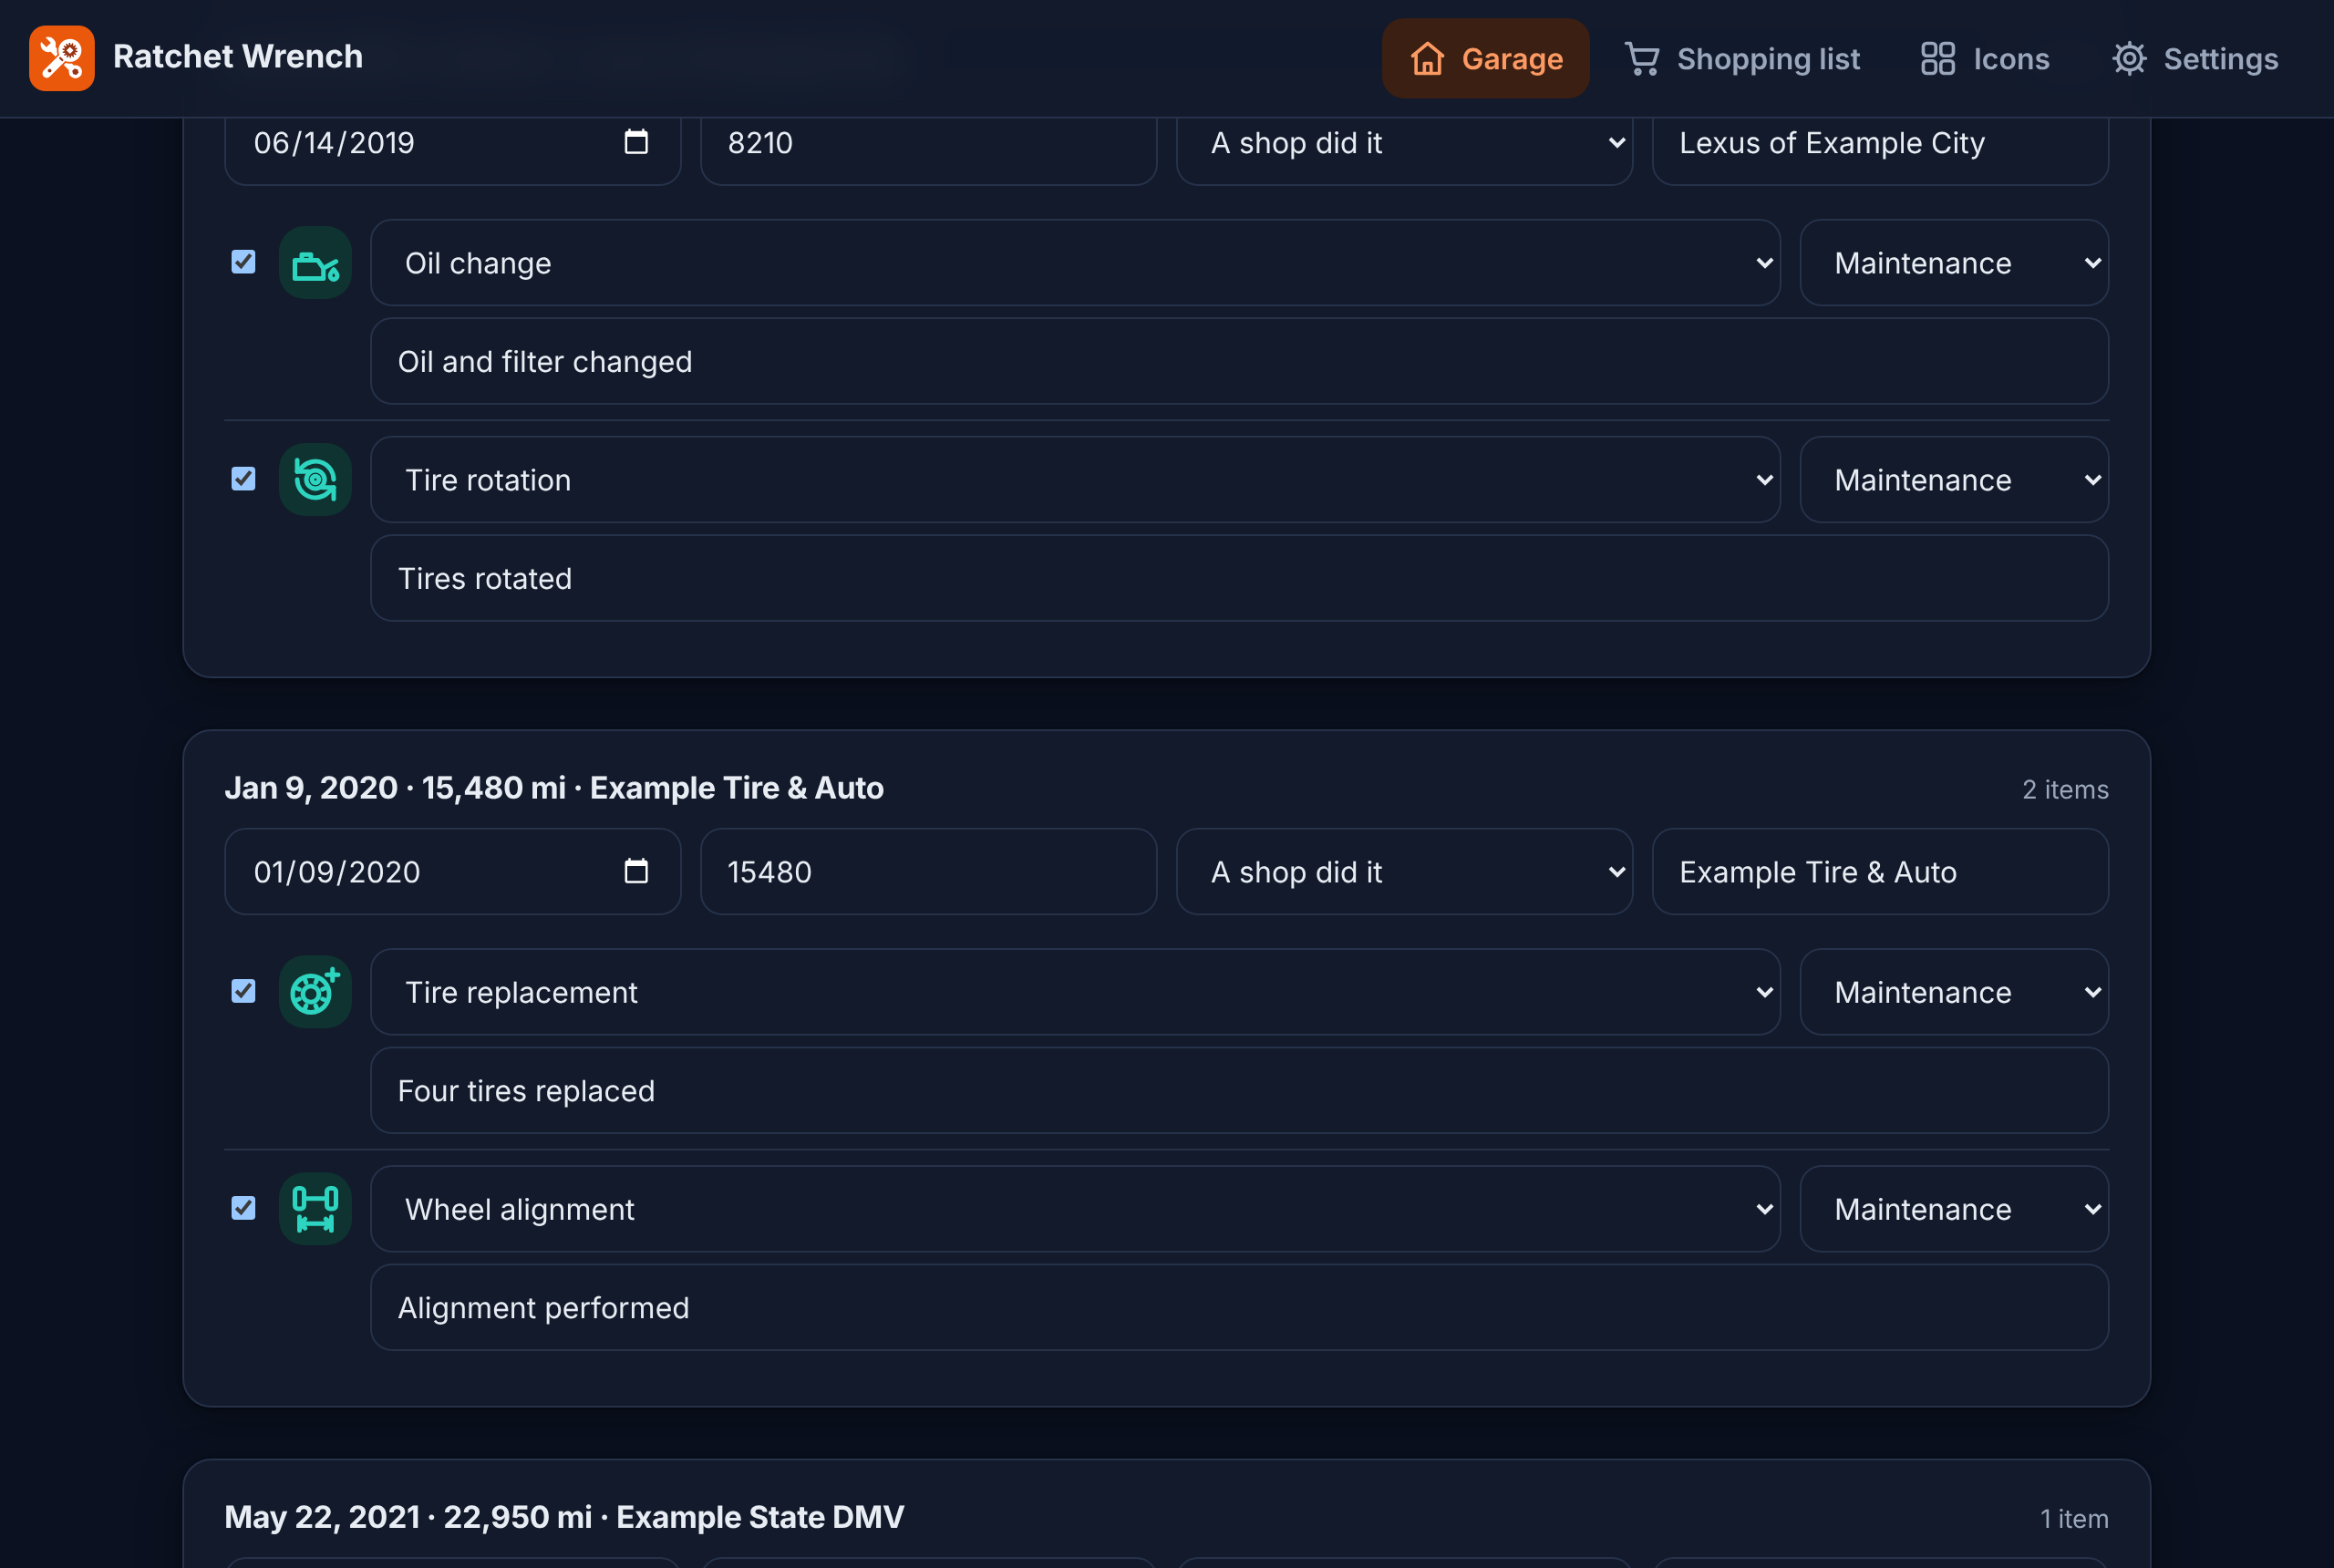 Ratchet Wrench
Garage
Shopping list
Icons
Settings
06/14/2019
8210
A shop did it
Lexus of Example City
Oil change
Maintenance
Oil and filter changed
Tire rotation
Maintenance
Tires rotated
Jan 9, 2020 · 15,480 mi · Example Tire & Auto
2 items
01/09/2020
15480
A shop did it
Example Tire & Auto
Tire replacement
Maintenance
Four tires replaced
Wheel alignment
Maintenance
Alignment performed
May 22, 2021 · 22,950 mi · Example State DMV
1 item